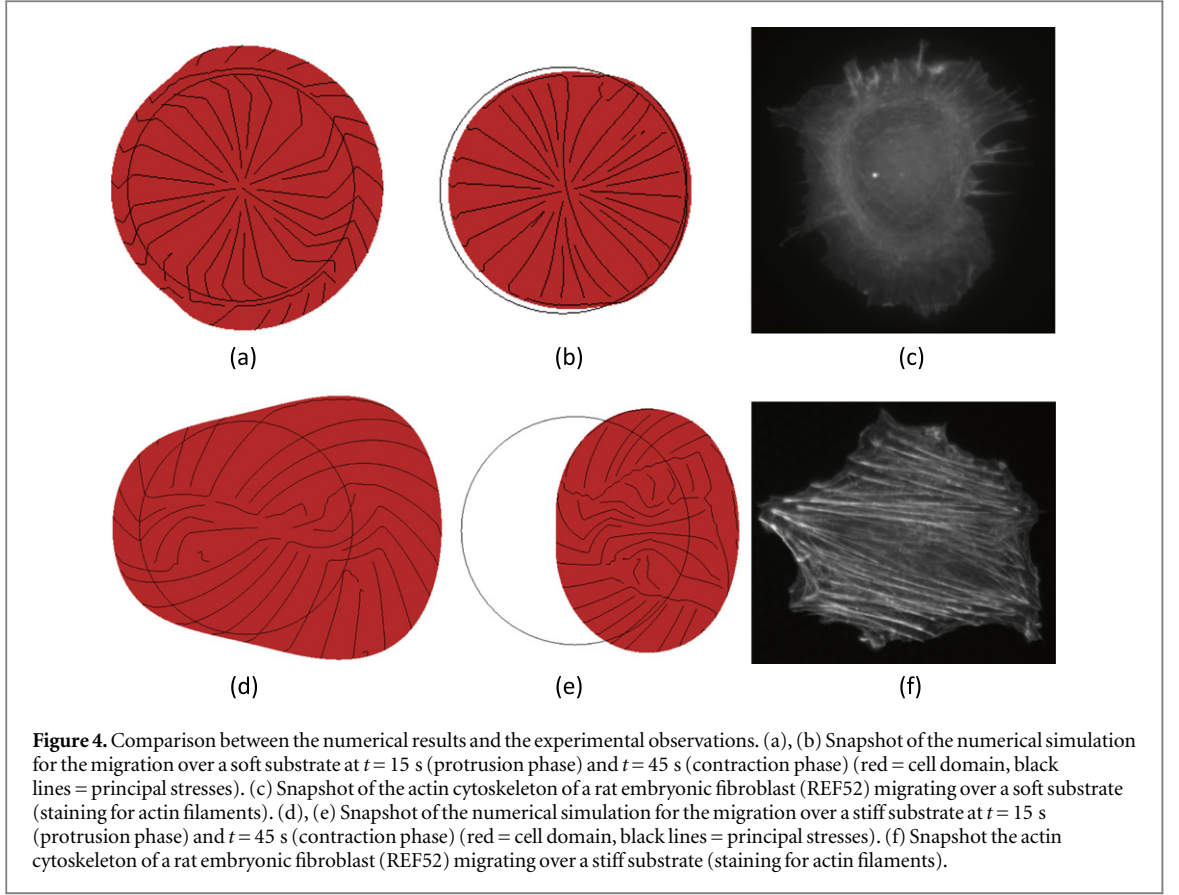 (a)
(b)
(c)
(d)
(e)
(f)
Figure 4. Comparison between the numerical results and the experimental observations. (a), (b) Snapshot of the numerical simulation
for the migration over a soft substrate at t = 15 s (protrusion phase) and t = 45 s (contraction phase) (red = cell domain, black
lines = principal stresses). (c) Snapshot of the actin cytoskeleton of a rat embryonic fibroblast (REF52) migrating over a soft substrate
(staining for actin filaments). (d), (e) Snapshot of the numerical simulation for the migration over a stiff substrate at t = 15 s
(protrusion phase) and t = 45 s (contraction phase) (red = cell domain, black lines = principal stresses). (f) Snapshot the actin
cytoskeleton of a rat embryonic fibroblast (REF52) migrating over a stiff substrate (staining for actin filaments).